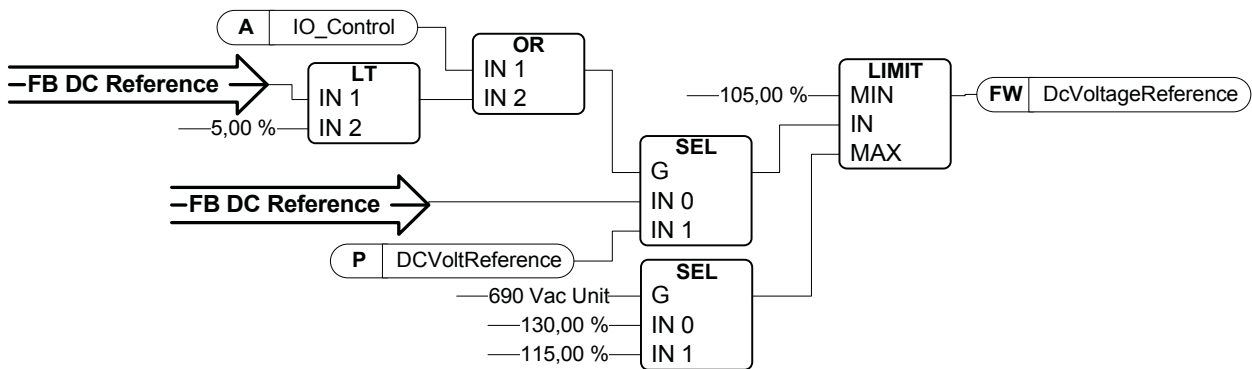 A IO_Control
OR
IN 1
IN 2
FB DC Reference
LT
IN 1
IN 2
5,00 %
LIMIT
MIN
IN
MAX
105,00 %
FW DcVoltageReference
SEL
G
IN 0
IN 1
FB DC Reference
P DCVoltReference
SEL
G
IN 0
IN 1
690 Vac Unit
130,00 %
115,00 %